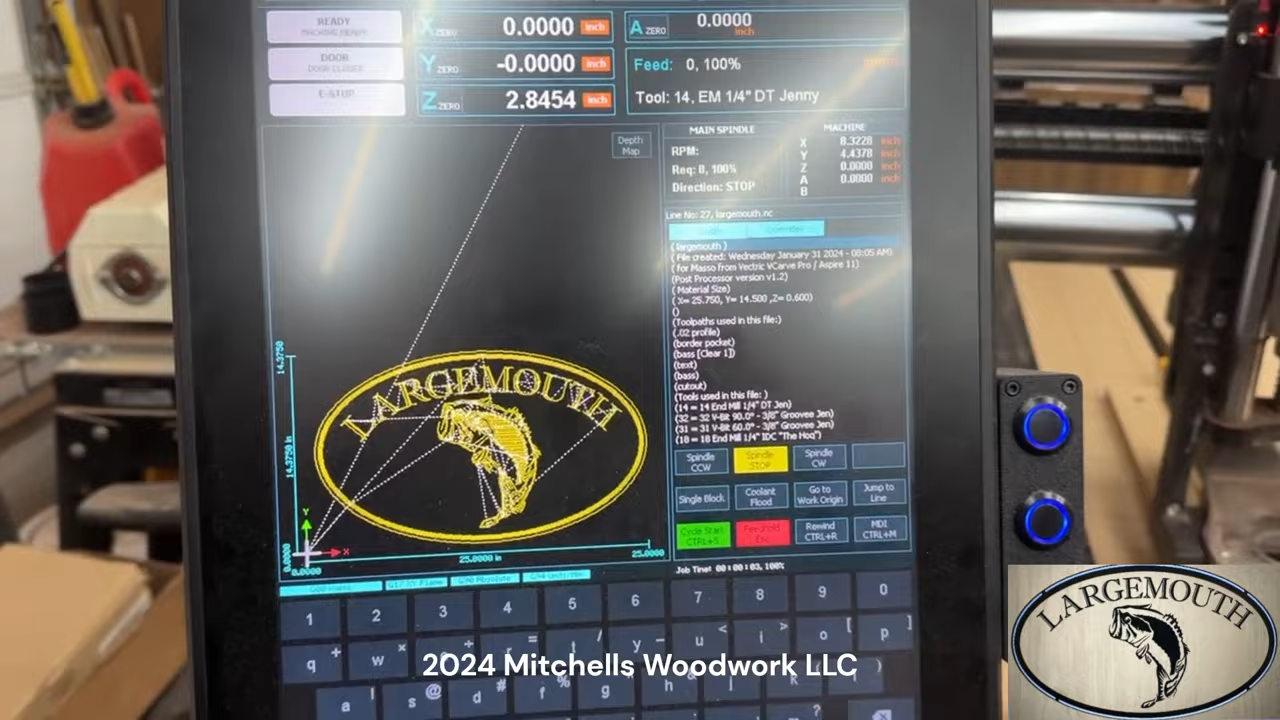 READY
MACHINE READY
DOOR
DOOR CLOSED
E-STOP
X ZERO 0.0000 inch
Y ZERO -0.0000 inch
Z ZERO 2.8454 inch
A ZERO 0.0000 inch
Feed: 0, 100%
Tool: 14, EM 1/4" DT Jenny
Depth Map
MAIN SPINDLE
RPM:
Req: 0, 100%
Direction: STOP
MACHINE
X 8.3228 inch
Y 4.4378 inch
Z 0.0000 inch
A 0.0000 inch
B
Line No: 27, largemouth.nc
( largemouth )
( File created: Wednesday January 31 2024 - 08:05 AM)
( for Masso from Vectric VCarve Pro / Aspire 11)
(Post Processor version v1.2)
( Material Size)
( X= 25.750, Y= 14.500 ,Z= 0.600)
()
(Toolpaths used in this file:)
(.02 profile)
(border pocket)
(bass [Clear 1])
(text)
(bass)
(cutout)
(Tools used in this file: )
(14 = 14 End Mill 1/4" DT Jen)
(32 = 32 V-Bit 90.0° - 3/8" Groovee Jen)
(31 = 31 V-Bit 60.0° - 3/8" Groovee Jen)
(18 = 18 End Mill 1/4" IDC "The Hog")
LARGEMOUTH
14.3750
14.3750 in
Y
X
0.0000
0.0000
25.0000 in
25.0000
Spindle CCW
Spindle STOP
Spindle CW
Single Block
Coolant Flood
Go to Work Origin
Jump to Line
Cycle Start CTRL+S
Feedhold Esc
Rewind CTRL+R
MDI CTRL+M
Job Time: 00:00:03, 100%
1 2 3 4 5 6 7 8 9 0
q + w × = t / y _ u < i > o [ p ]
a ! s @ d # f % g h j k l )
?
2024 Mitchells Woodwork LLC
LARGEMOUTH